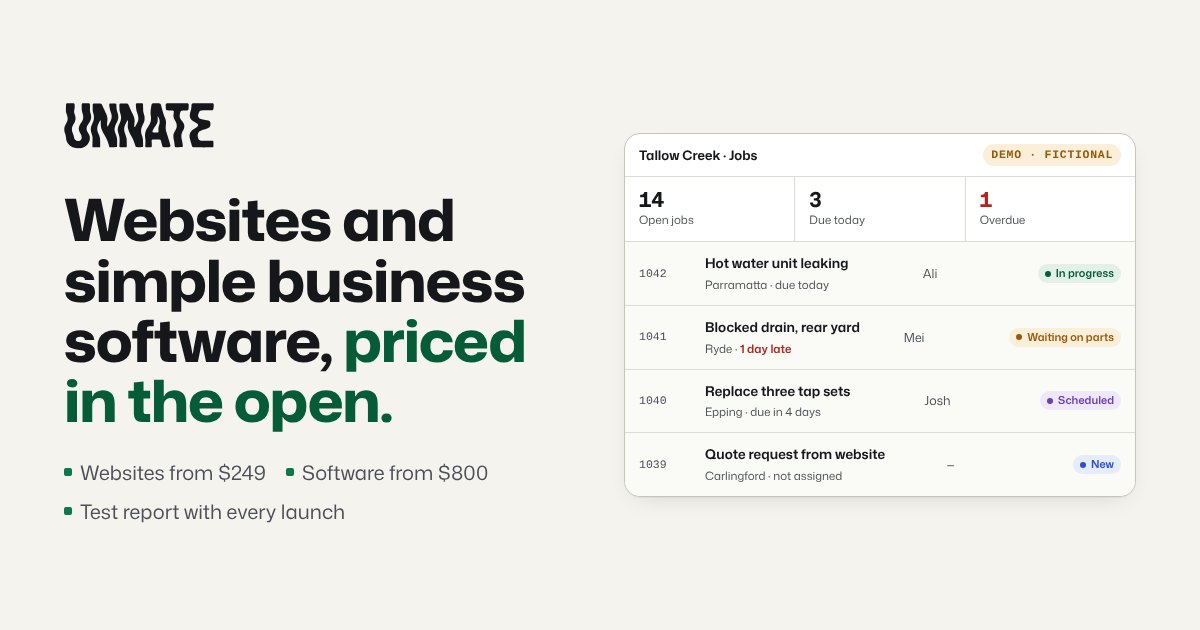 UNNATE
Websites and
simple business
software, priced
in the open.
Websites from $249
Software from $800
Test report with every launch
Tallow Creek · Jobs
DEMO · FICTIONAL
14
Open jobs
3
Due today
1
Overdue
1042
Hot water unit leaking
Parramatta · due today
Ali
In progress
1041
Blocked drain, rear yard
Ryde · 1 day late
Mei
Waiting on parts
1040
Replace three tap sets
Epping · due in 4 days
Josh
Scheduled
1039
Quote request from website
Carlingford · not assigned
–
New